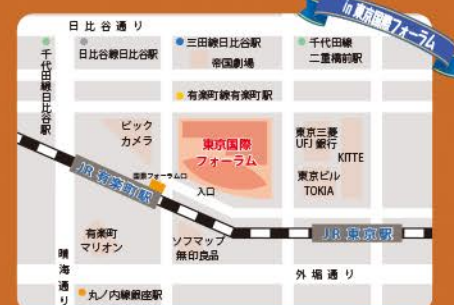 in 東京国際フォーラム
日比谷通り
千代田線日比谷駅
日比谷線日比谷駅
三田線日比谷駅
帝国劇場
千代田線
二重橋前駅
有楽町線有楽町駅
ビック
カメラ
東京国際
フォーラム
東京三菱
UFJ 銀行
KITTE
東京ビル
TOKIA
国際フォーラム口
入口
JR 有楽町駅
JR 東京駅
有楽町
マリオン
ソフマップ
無印良品
晴海通り
外堀通り
丸ノ内線銀座駅